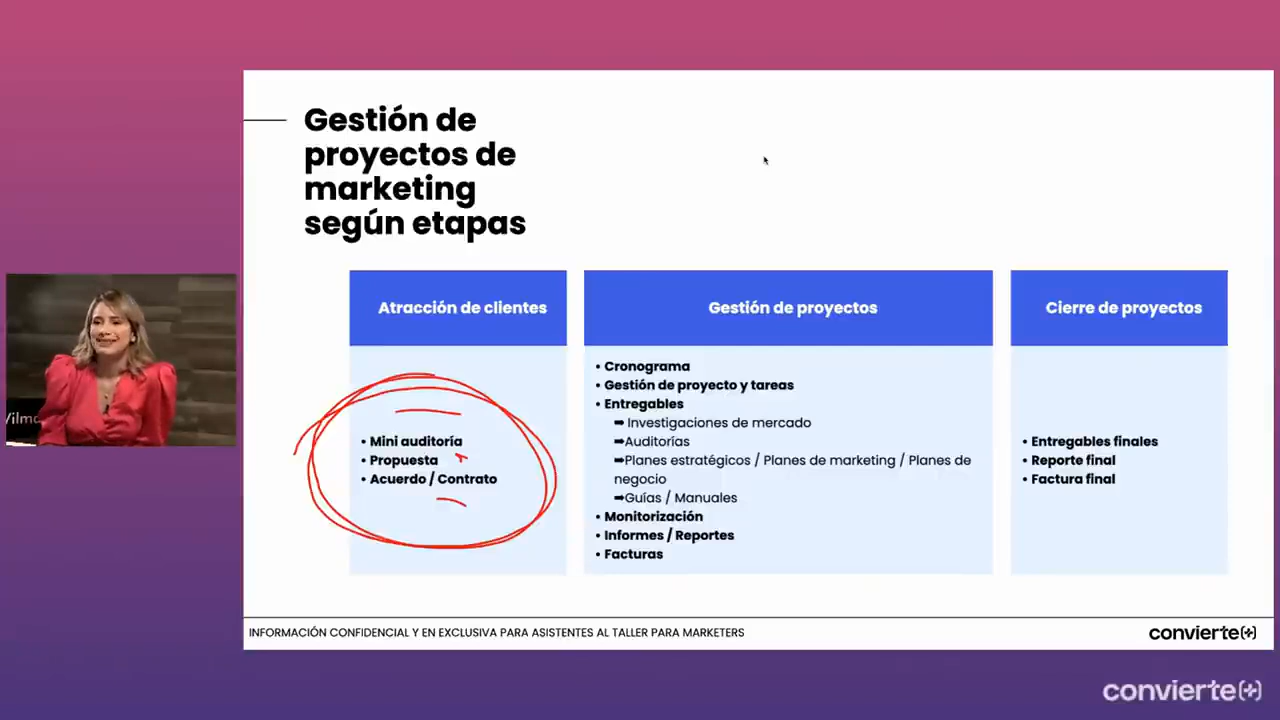 Gestión de
proyectos de
marketing
según etapas
Atracción de clientes
• Mini auditoría
• Propuesta
• Acuerdo / Contrato
Gestión de proyectos
• Cronograma
• Gestión de proyecto y tareas
• Entregables
➡ Investigaciones de mercado
➡Auditorías
➡Planes estratégicos / Planes de marketing / Planes de
negocio
➡Guías / Manuales
• Monitorización
• Informes / Reportes
• Facturas
Cierre de proyectos
• Entregables finales
• Reporte final
• Factura final
INFORMACIÓN CONFIDENCIAL Y EN EXCLUSIVA PARA ASISTENTES AL TALLER PARA MARKETERS
convierte(+)
convierte(+)